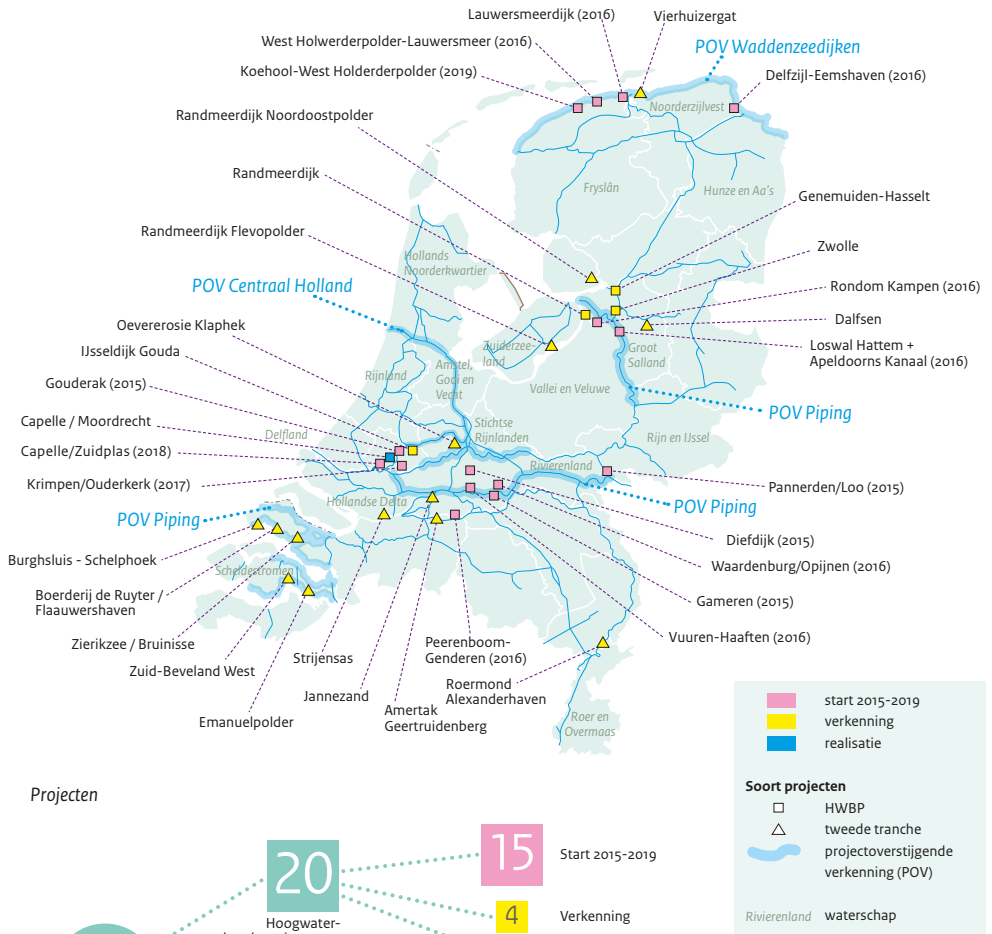 Lauwersmeerdijk (2016)
Vierhuizergat
West Holwerderpolder-Lauwersmeer (2016)
POV Waddenzeedijken
Koehool-West Holderderpolder (2019)
Delfzijl-Eemshaven (2016)
Noorderzijlvest
Randmeerdijk Noordoostpolder
Randmeerdijk
Fryslân
Hunze en Aa's
Genemuiden-Hasselt
Randmeerdijk Flevopolder
Zwolle
Hollands
Noorderkwartier
POV Centraal Holland
Rondom Kampen (2016)
Oevererosie Klaphek
Dalfsen
IJsseldijk Gouda
Zuiderzee-
land
Groot
Salland
Loswal Hattem +
Apeldoorns Kanaal (2016)
Gouderak (2015)
Rijnland
Amstel,
Gooi en
Vecht
Vallei en Veluwe
Capelle / Moordrecht
POV Piping
Delfland
Stichtse
Rijnlanden
Rijn en IJssel
Capelle/Zuidplas (2018)
Rivierenland
Krimpen/Ouderkerk (2017)
Pannerden/Loo (2015)
Hollandse Delta
POV Piping
POV Piping
Diefdijk (2015)
Burghsluis - Schelphoek
Waardenburg/Opijnen (2016)
Scheldestromen
Boerderij de Ruyter /
Flaauwershaven
Gameren (2015)
Zierikzee / Bruinisse
Vuuren-Haaften (2016)
Zuid-Beveland West
Strijensas
Peerenboom-
Genderen (2016)
Jannezand
Roermond
Alexanderhaven
Emanuelpolder
Amertak
Geertruidenberg
Roer en
Overmaas
start 2015-2019
verkenning
realisatie
Soort projecten
HWBP
tweede tranche
projectoverstijgende
verkenning (POV)
Rivierenland waterschap
Projecten
20
15
Start 2015-2019
4
Verkenning
Hoogwater-